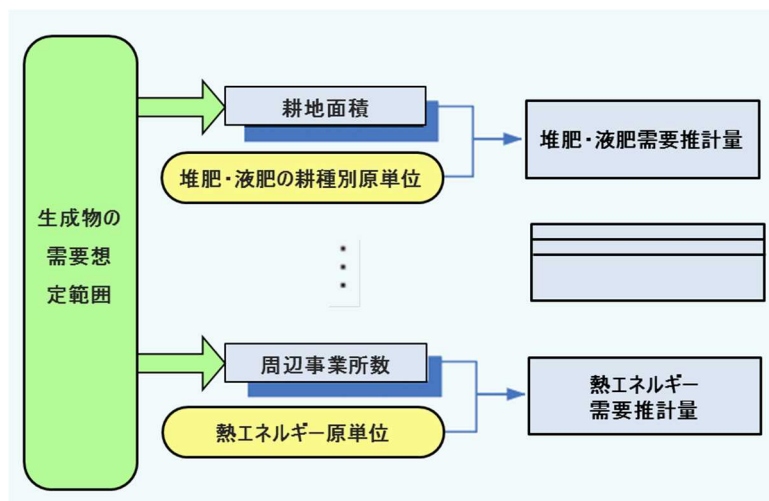 生成物の
需要想
定範囲
耕地面積
堆肥・液肥の耕種別原単位
堆肥・液肥需要推計量
周辺事業所数
熱エネルギー原単位
熱エネルギー
需要推計量